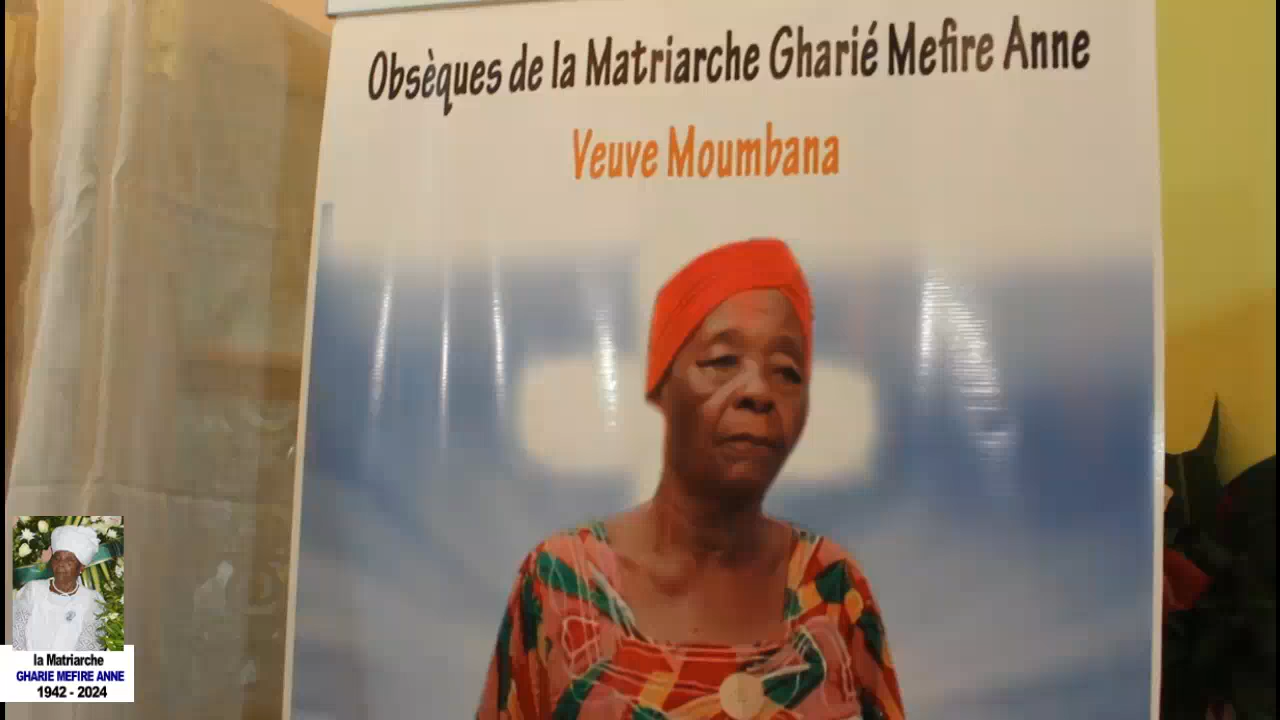 Obsèques de la Matriarche Gharié Mefire Anne
Veuve Moumbana
la Matriarche
GHARIE MEFIRE ANNE
1942 - 2024